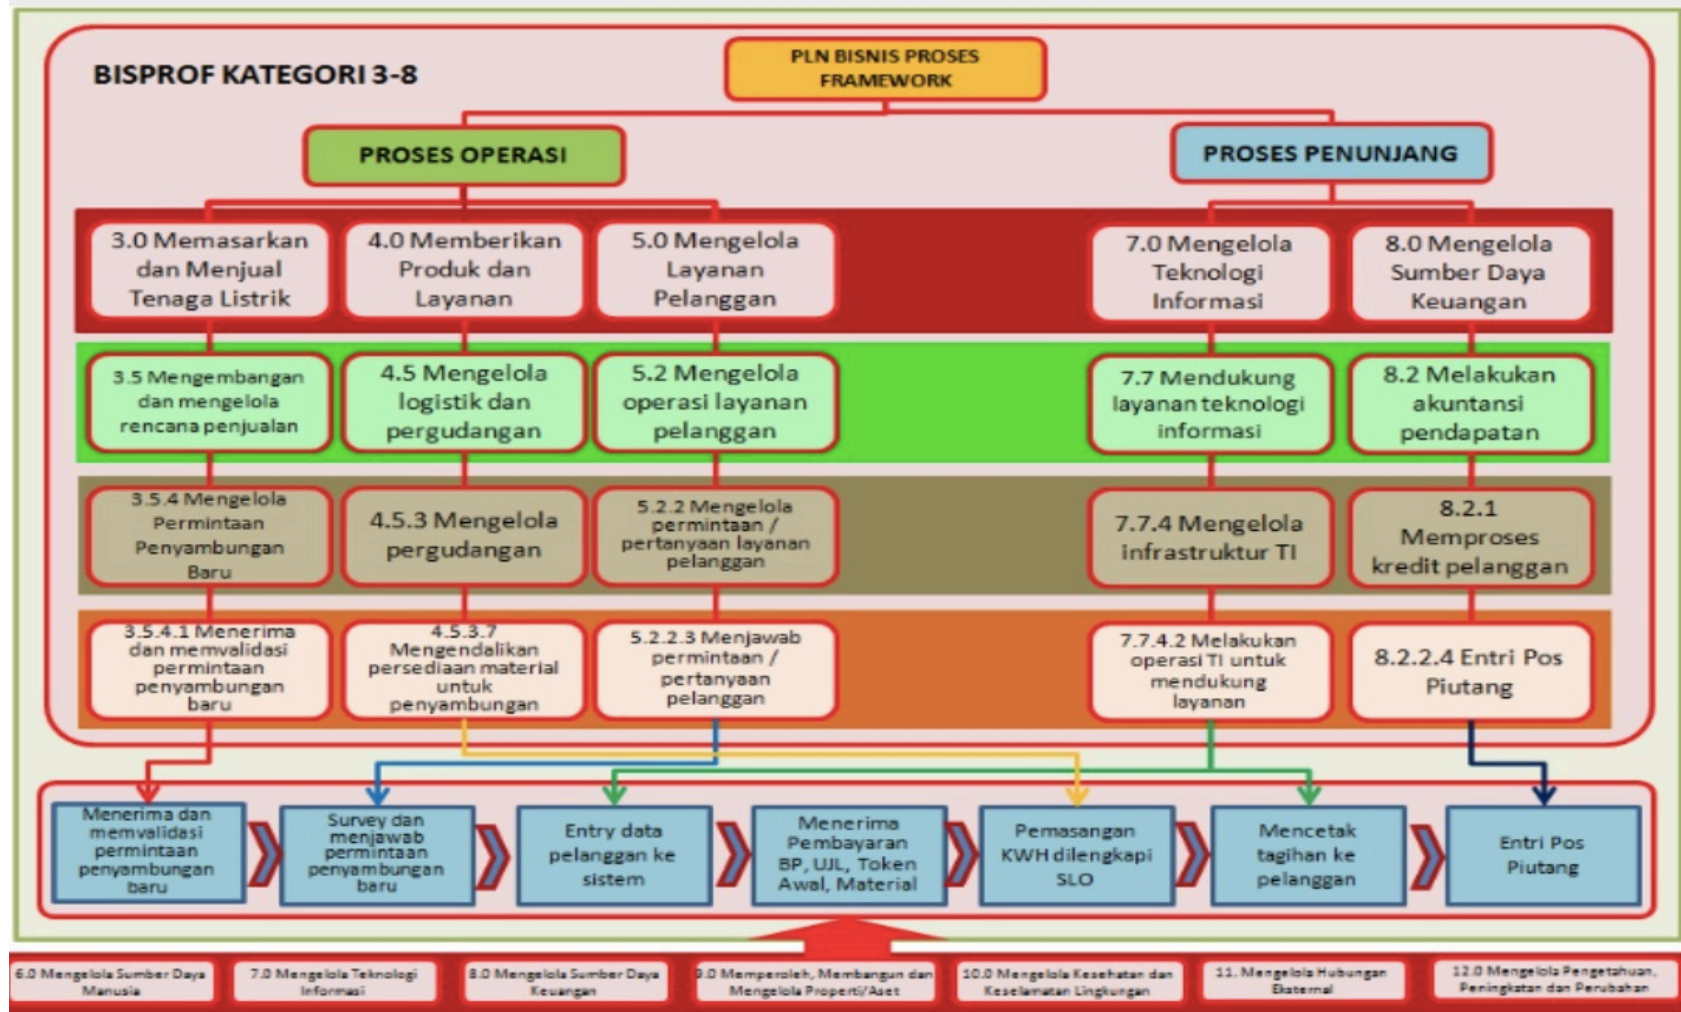 BISPROF KATEGORI 3-8
PLN BISNIS PROSES
FRAMEWORK
PROSES OPERASI
PROSES PENUNJANG
3.0 Memasarkan
dan Menjual
Tenaga Listrik
4.0 Memberikan
Produk dan
Layanan
5.0 Mengelola
Layanan
Pelanggan
7.0 Mengelola
Teknologi
Informasi
8.0 Mengelola
Sumber Daya
Keuangan
3.5 Mengembangan
dan mengelola
rencana penjualan
4.5 Mengelola
logistik dan
pergudangan
5.2 Mengelola
operasi layanan
pelanggan
7.7 Mendukung
layanan teknologi
informasi
8.2 Melakukan
akuntansi
pendapatan
3.5.4 Mengelola
Permintaan
Penyambungan
Baru
4.5.3 Mengelola
pergudangan
5.2.2 Mengelola
permintaan /
pertanyaan layanan
pelanggan
7.7.4 Mengelola
infrastruktur TI
8.2.1
Memproses
kredit pelanggan
3.5.4.1 Menerima
dan memvalidasi
permintaan
penyambungan
baru
4.5.3.7
Mengendalikan
persediaan material
untuk
penyambungan
5.2.2.3 Menjawab
permintaan /
pertanyaan
pelanggan
7.7.4.2 Melakukan
operasi TI untuk
mendukung
layanan
8.2.2.4 Entri Pos
Piutang
Menerima dan
memvalidasi
permintaan
penyambungan
baru
Survey dan
menjawab
permintaan
penyambungan
baru
Entry data
pelanggan ke
sistem
Menerima
Pembayaran
BP, UJL, Token
Awal, Material
Pemasangan
KWH dilengkapi
SLO
Mencetak
tagihan ke
pelanggan
Entri Pos
Piutang
6.0 Mengelola Sumber Daya
Manusia
7.0 Mengelola Teknologi
Informasi
8.0 Mengelola Sumber Daya
Keuangan
9.0 Memperoleh, Membangun dan
Mengelola Properti/Aset
10.0 Mengelola Kesehatan dan
Keselamatan Lingkungan
11. Mengelola Hubungan
Eksternal
12.0 Mengelola Pengetahuan,
Peningkatan dan Perubahan